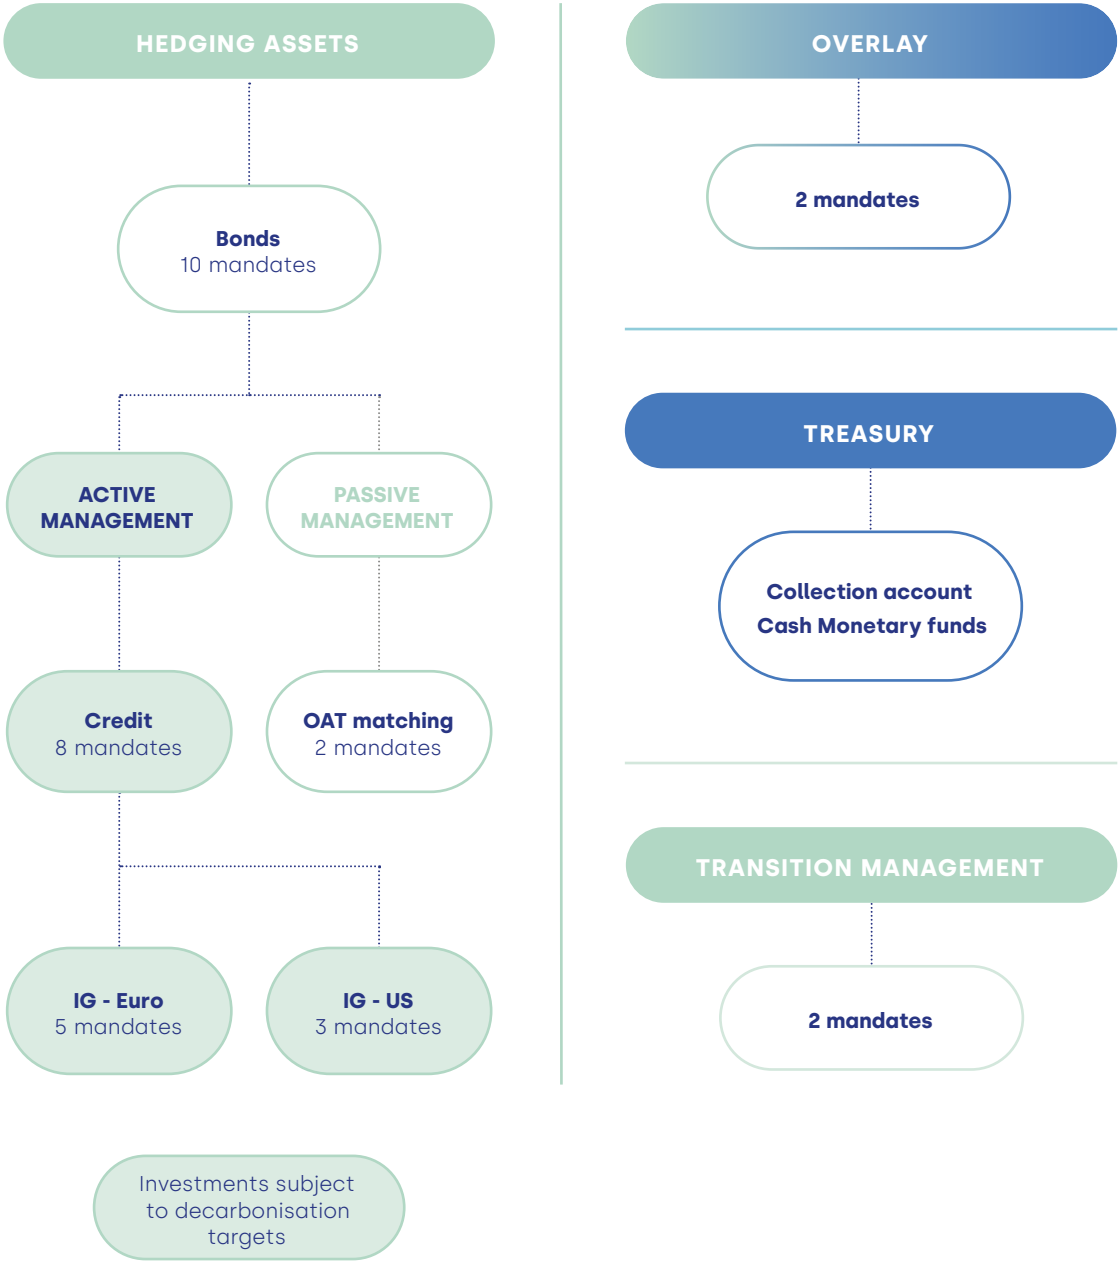 HEDGING ASSETS
Bonds
10 mandates
ACTIVE
MANAGEMENT
PASSIVE
MANAGEMENT
Credit
8 mandates
OAT matching
2 mandates
IG - Euro
5 mandates
IG - US
3 mandates
Investments subject
to decarbonisation
targets
OVERLAY
2 mandates
TREASURY
Collection account
Cash Monetary funds
TRANSITION MANAGEMENT
2 mandates